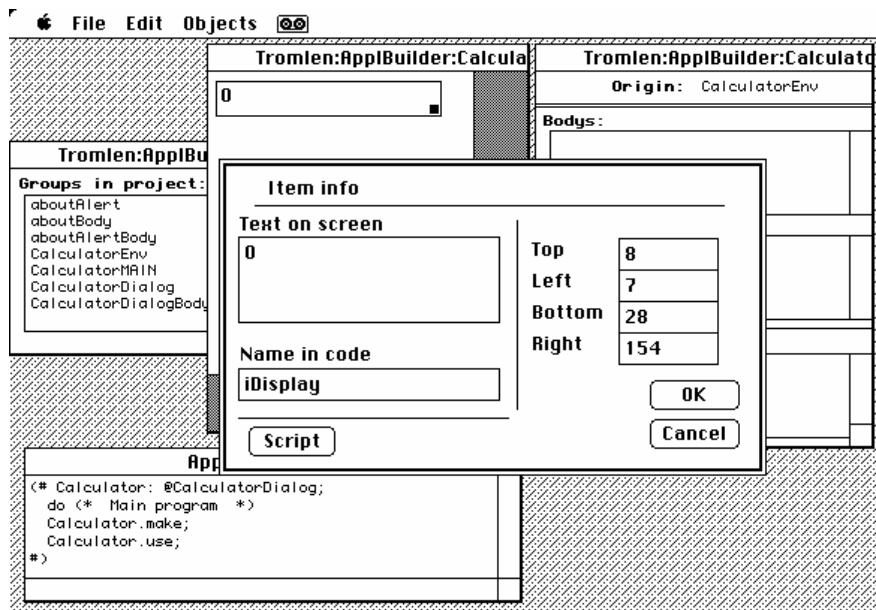 File Edit Objects
Tromlen:ApplBuilder:Calcula
0
Tromlen:ApplBuilder:Calculato
Origin: CalculatorEnv
Bodys:
Tromlen:ApplBu
Groups in project:
aboutAlert
aboutBody
aboutAlertBody
CalculatorEnv
CalculatorMAIN
CalculatorDialog
CalculatorDialogBody
Item info
Text on screen
0
Name in code
iDisplay
Script
Top 8
Left 7
Bottom 28
Right 154
OK
Cancel
App
(# Calculator: @CalculatorDialog;
do (* Main program *)
Calculator.make;
Calculator.use;
#)